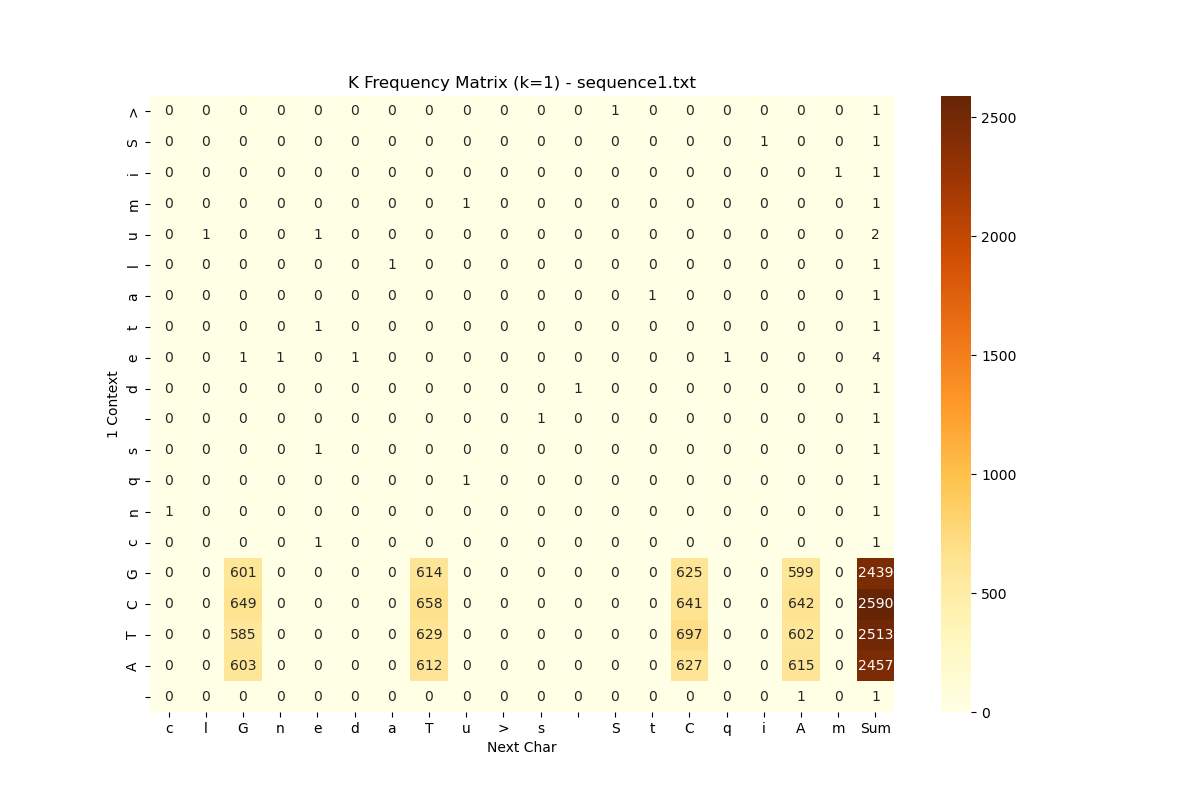 K Frequency Matrix (k=1) - sequence1.txt
> 0 0 0 0 0 0 0 0 0 0 0 0 1 0 0 0 0 0 0 1
S 0 0 0 0 0 0 0 0 0 0 0 0 0 0 0 0 1 0 0 1
i 0 0 0 0 0 0 0 0 0 0 0 0 0 0 0 0 0 0 1 1
m 0 0 0 0 0 0 0 0 1 0 0 0 0 0 0 0 0 0 0 1
u 0 1 0 0 1 0 0 0 0 0 0 0 0 0 0 0 0 0 0 2
l 0 0 0 0 0 0 1 0 0 0 0 0 0 0 0 0 0 0 0 1
a 0 0 0 0 0 0 0 0 0 0 0 0 0 1 0 0 0 0 0 1
t 0 0 0 0 1 0 0 0 0 0 0 0 0 0 0 0 0 0 0 1
e 0 0 1 1 0 1 0 0 0 0 0 0 0 0 0 1 0 0 0 4
d 0 0 0 0 0 0 0 0 0 0 0 1 0 0 0 0 0 0 0 1
0 0 0 0 0 0 0 0 0 0 1 0 0 0 0 0 0 0 0 1
s 0 0 0 0 1 0 0 0 0 0 0 0 0 0 0 0 0 0 0 1
q 0 0 0 0 0 0 0 0 1 0 0 0 0 0 0 0 0 0 0 1
n 1 0 0 0 0 0 0 0 0 0 0 0 0 0 0 0 0 0 0 1
c 0 0 0 0 1 0 0 0 0 0 0 0 0 0 0 0 0 0 0 1
G 0 0 601 0 0 0 0 614 0 0 0 0 0 0 625 0 0 599 0 2439
C 0 0 649 0 0 0 0 658 0 0 0 0 0 0 641 0 0 642 0 2590
T 0 0 585 0 0 0 0 629 0 0 0 0 0 0 697 0 0 602 0 2513
A 0 0 603 0 0 0 0 612 0 0 0 0 0 0 627 0 0 615 0 2457
0 0 0 0 0 0 0 0 0 0 0 0 0 0 0 0 0 1 0 1
c l G n e d a T u > s S t C q i A m Sum
Next Char
1 Context
2500
2000
1500
1000
500
0